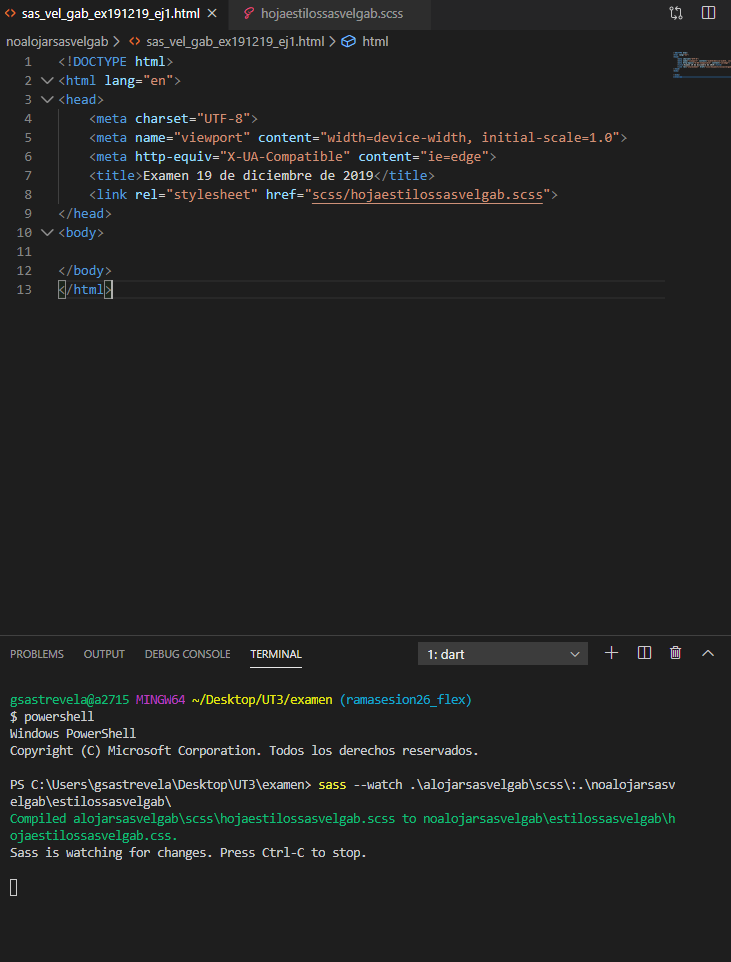 sas_vel_gab_ex191219_ej1.html hojaestilossasvelgab.scss
noalojarsasvelgab > sas_vel_gab_ex191219_ej1.html > html
1 <!DOCTYPE html>
2 <html lang="en">
3 <head>
4 <meta charset="UTF-8">
5 <meta name="viewport" content="width=device-width, initial-scale=1.0">
6 <meta http-equiv="X-UA-Compatible" content="ie=edge">
7 <title>Examen 19 de diciembre de 2019</title>
8 <link rel="stylesheet" href="scss/hojaestilossasvelgab.scss">
9 </head>
10 <body>
11
12 </body>
13 </html>
PROBLEMS OUTPUT DEBUG CONSOLE TERMINAL 1: dart
gsastrevela@a2715 MINGW64 ~/Desktop/UT3/examen (ramasesion26_flex)
$ powershell
Windows PowerShell
Copyright (C) Microsoft Corporation. Todos los derechos reservados.
PS C:\Users\gsastrevela\Desktop\UT3\examen> sass --watch .\alojarsasvelgab\scss\:.\noalojarsasv
elgab\estilossasvelgab\
Compiled alojarsasvelgab\scss\hojaestilossasvelgab.scss to noalojarsasvelgab\estilossasvelgab\h
ojaestilossasvelgab.css.
Sass is watching for changes. Press Ctrl-C to stop.